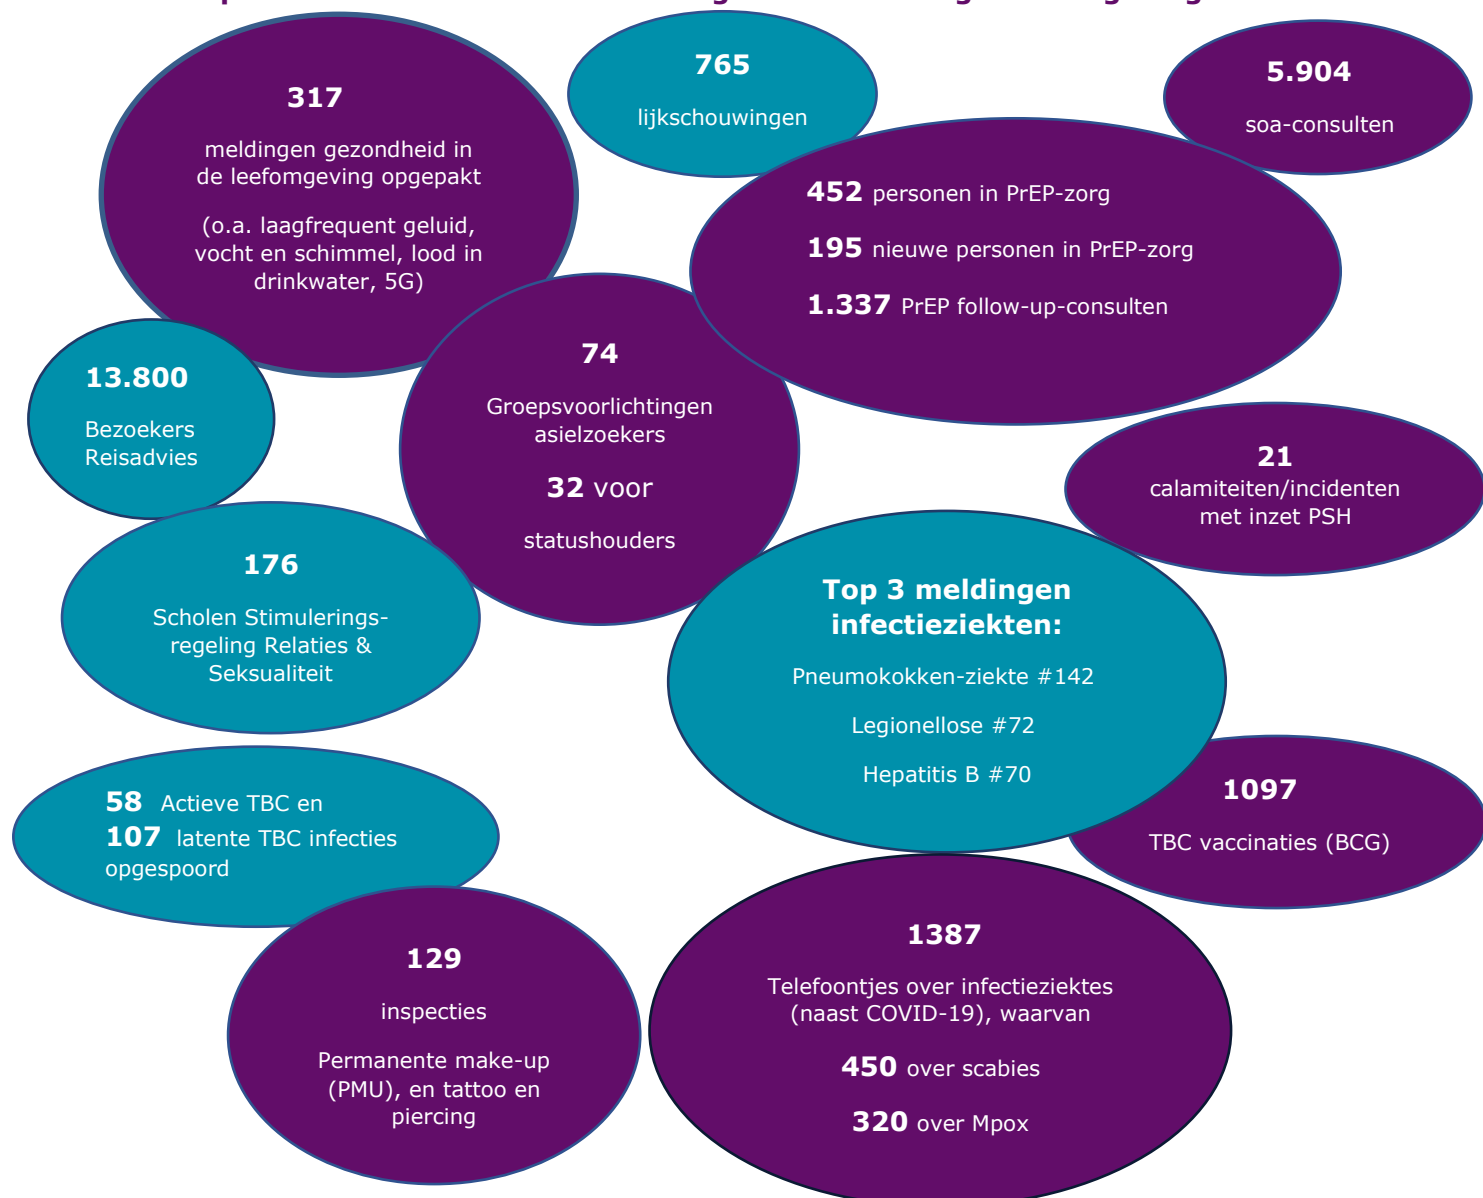 317
meldingen gezondheid in
de leefomgeving opgepakt
(o.a. laagfrequent geluid,
vocht en schimmel, lood in
drinkwater, 5G)
765
lijkschouwingen
5.904
soa-consulten
452 personen in PrEP-zorg
195 nieuwe personen in PrEP-zorg
1.337 PrEP follow-up-consulten
13.800
Bezoekers
Reisadvies
74
Groepsvoorlichtingen
asielzoekers
32 voor
statushouders
21
calamiteiten/incidenten
met inzet PSH
176
Scholen Stimulerings-
regeling Relaties &
Seksualiteit
Top 3 meldingen
infectieziekten:
Pneumokokken-ziekte #142
Legionellose #72
Hepatitis B #70
58 Actieve TBC en
107 latente TBC infecties
opgespoord
1097
TBC vaccinaties (BCG)
129
inspecties
Permanente make-up
(PMU), en tattoo en
piercing
1387
Telefoontjes over infectieziektes
(naast COVID-19), waarvan
450 over scabies
320 over Mpox